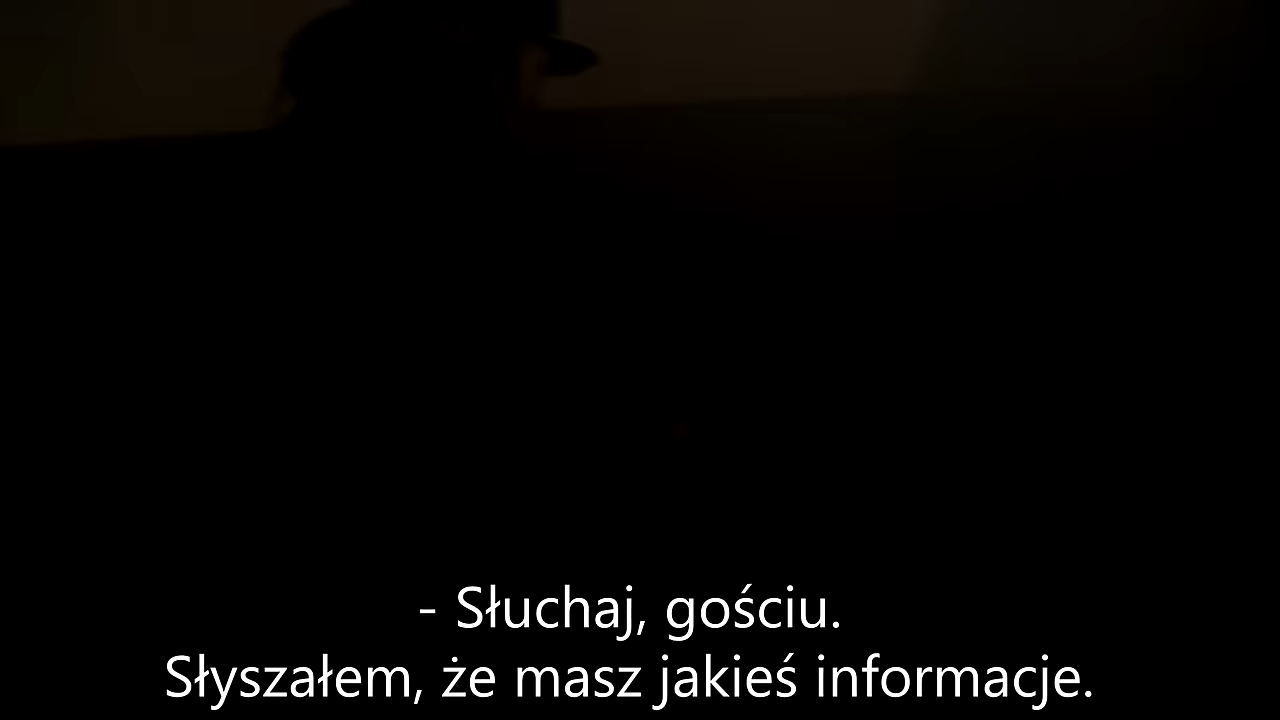 - Słuchaj, gościu.
Słyszałem, że masz jakieś informacje.